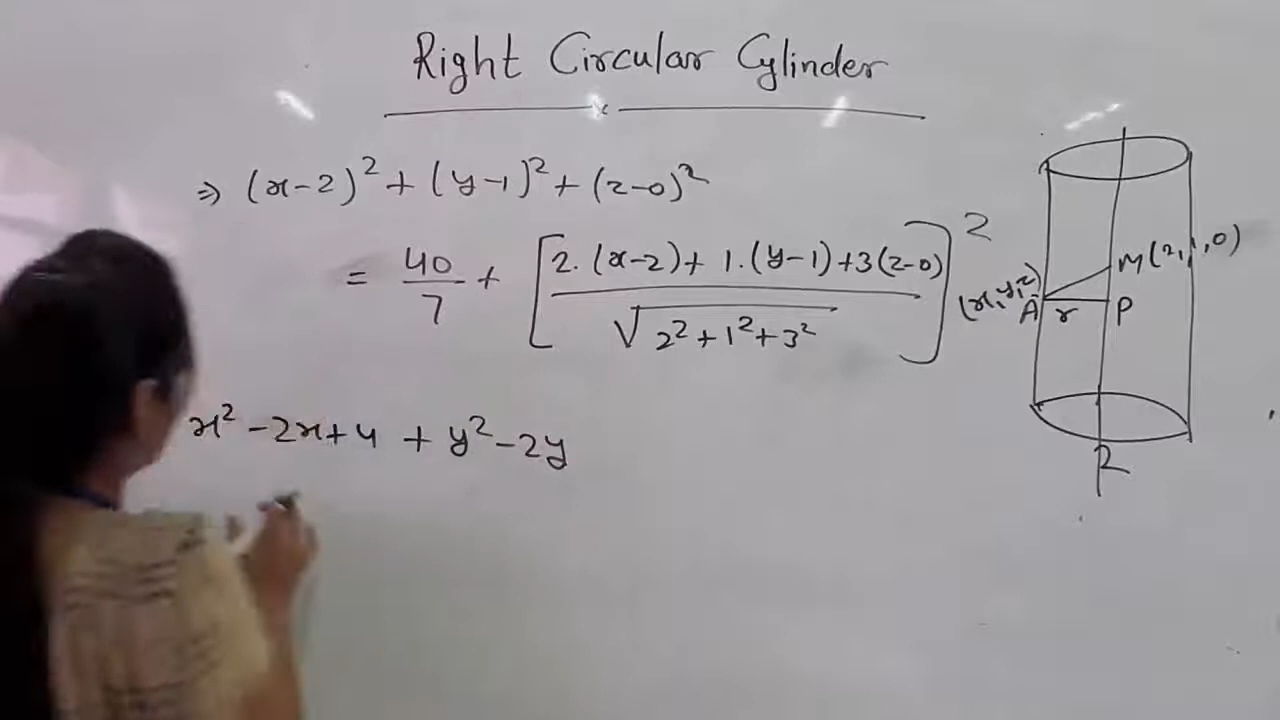 Right Circular Cylinder
⇒ (x-2)² + (y-1)² + (z-0)²
= 40/7 + [2.(x-2)+ 1.(y-1)+3(z-0) / √2²+1²+3²]²
x² -2x+4 + y² -2y
M(2,1,0)
(x,y,z)
A r P